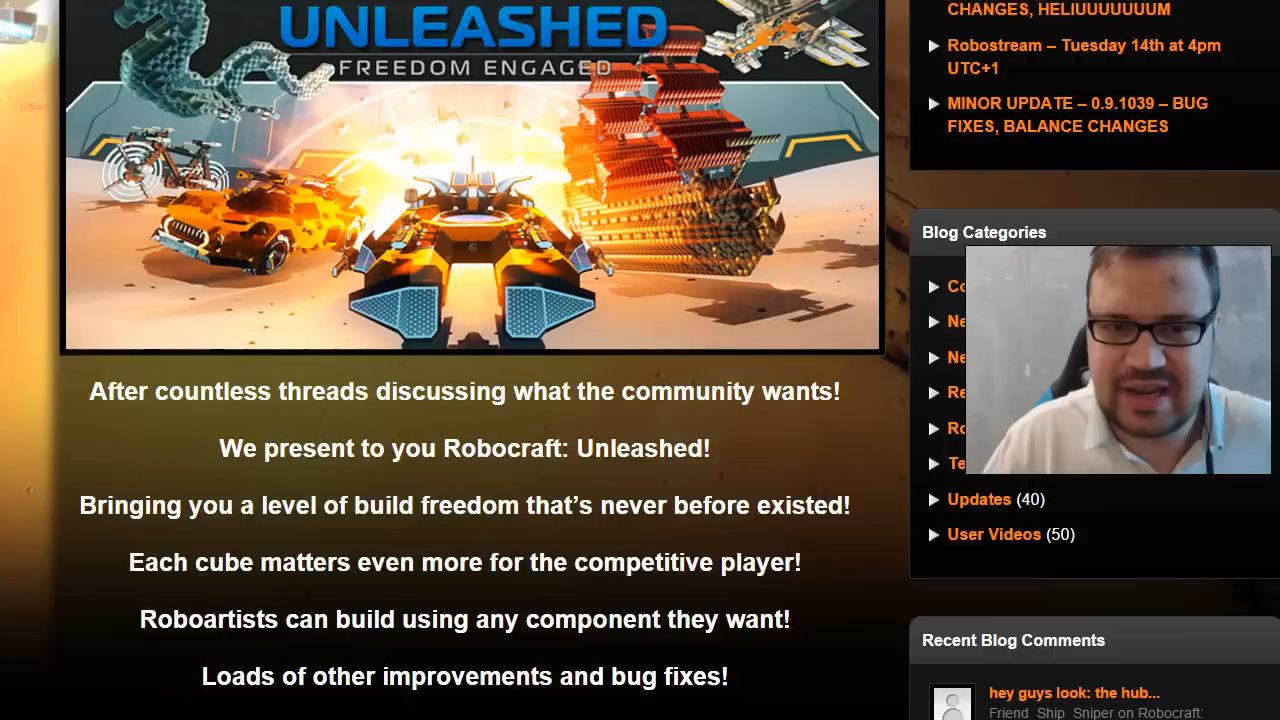 UNLEASHED
FREEDOM ENGAGED
After countless threads discussing what the community wants!
We present to you Robocraft: Unleashed!
Bringing you a level of build freedom that's never before existed!
Each cube matters even more for the competitive player!
Roboartists can build using any component they want!
Loads of other improvements and bug fixes!
CHANGES, HELIUUUUUUM
Robostream – Tuesday 14th at 4pm
UTC+1
MINOR UPDATE – 0.9.1039 – BUG
FIXES, BALANCE CHANGES
Blog Categories
Updates (40)
User Videos (50)
Recent Blog Comments
hey guys look: the hub...
Friend_Ship_Sniper on Robocraft: